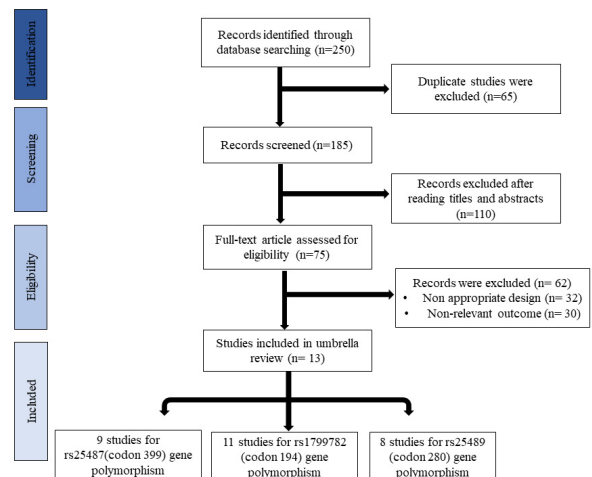 Identification
Records identified through
database searching (n=250)
Duplicate studies were
excluded (n=65)
Screening
Records screened (n=185)
Records excluded after
reading titles and abstracts
(n=110)
Eligibility
Full-text article assessed for
eligibility (n=75)
Records were excluded (n= 62)
• Non appropriate design (n= 32)
• Non-relevant outcome (n= 30)
Included
Studies included in umbrella
review (n= 13)
9 studies for
rs25487(codon 399) gene
polymorphism
11 studies for rs1799782
(codon 194) gene
polymorphism
8 studies for rs25489
(codon 280) gene
polymorphism